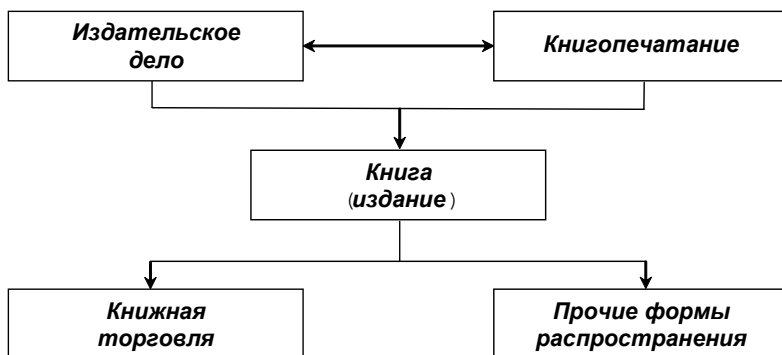 Издательское
дело
Книгопечатание
Книга
(издание)
Книжная
торговля
Прочие формы
распространения